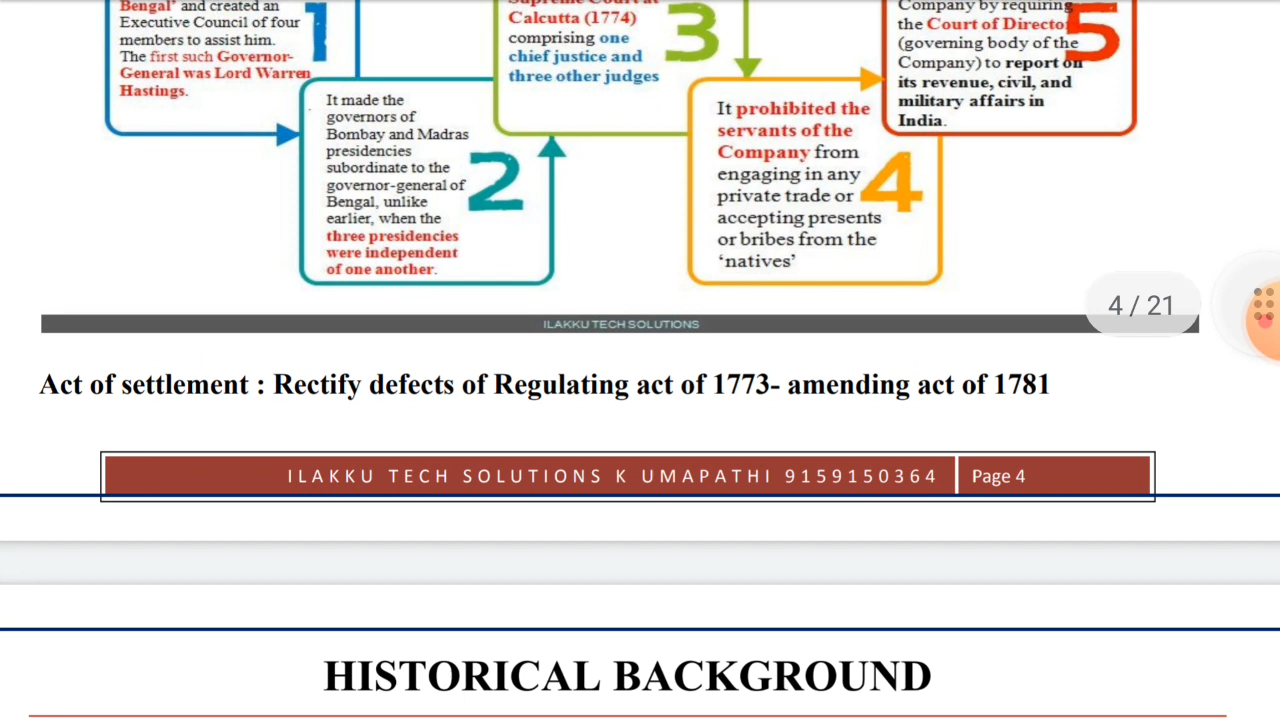 Bengal' and created an
Executive Council of four
members to assist him.
The first such Governor-
General was Lord Warren
Hastings.
1
It made the
governors of
Bombay and Madras
presidencies
subordinate to the
governor-general of
Bengal, unlike
earlier, when the
three presidencies
were independent
of one another.
2
Supreme Court at
Calcutta (1774)
comprising one
chief justice and
three other judges
3
It prohibited the
servants of the
Company from
engaging in any
private trade or
accepting presents
or bribes from the
‘natives’
4
Company by requiring
the Court of Directo
(governing body of the
Company) to report on
its revenue, civil, and
military affairs in
India.
5
4 / 21
ILAKKU TECH SOLUTIONS
Act of settlement : Rectify defects of Regulating act of 1773- amending act of 1781
ILAKKU TECH SOLUTIONS K UMAPATHI 9159150364 Page 4
HISTORICAL BACKGROUND